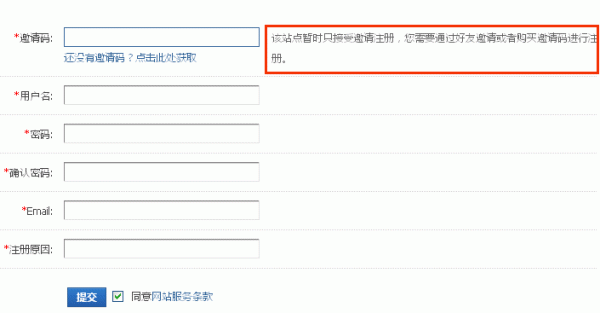 *邀请码: 该站点暂时只接受邀请注册，您需要通过好友邀请或者购买邀请码进行注
册。
还没有邀请码？点击此处获取
*用户名:
*密码:
*确认密码:
*Email:
*注册原因:
提交 同意网站服务条款